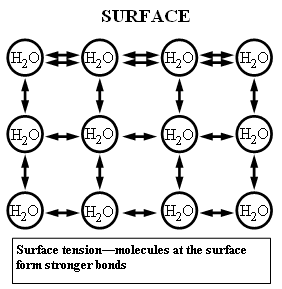 SURFACE
H₂O H₂O H₂O H₂O
H₂O H₂O H₂O H₂O
H₂O H₂O H₂O H₂O
Surface tension—molecules at the surface
form stronger bonds